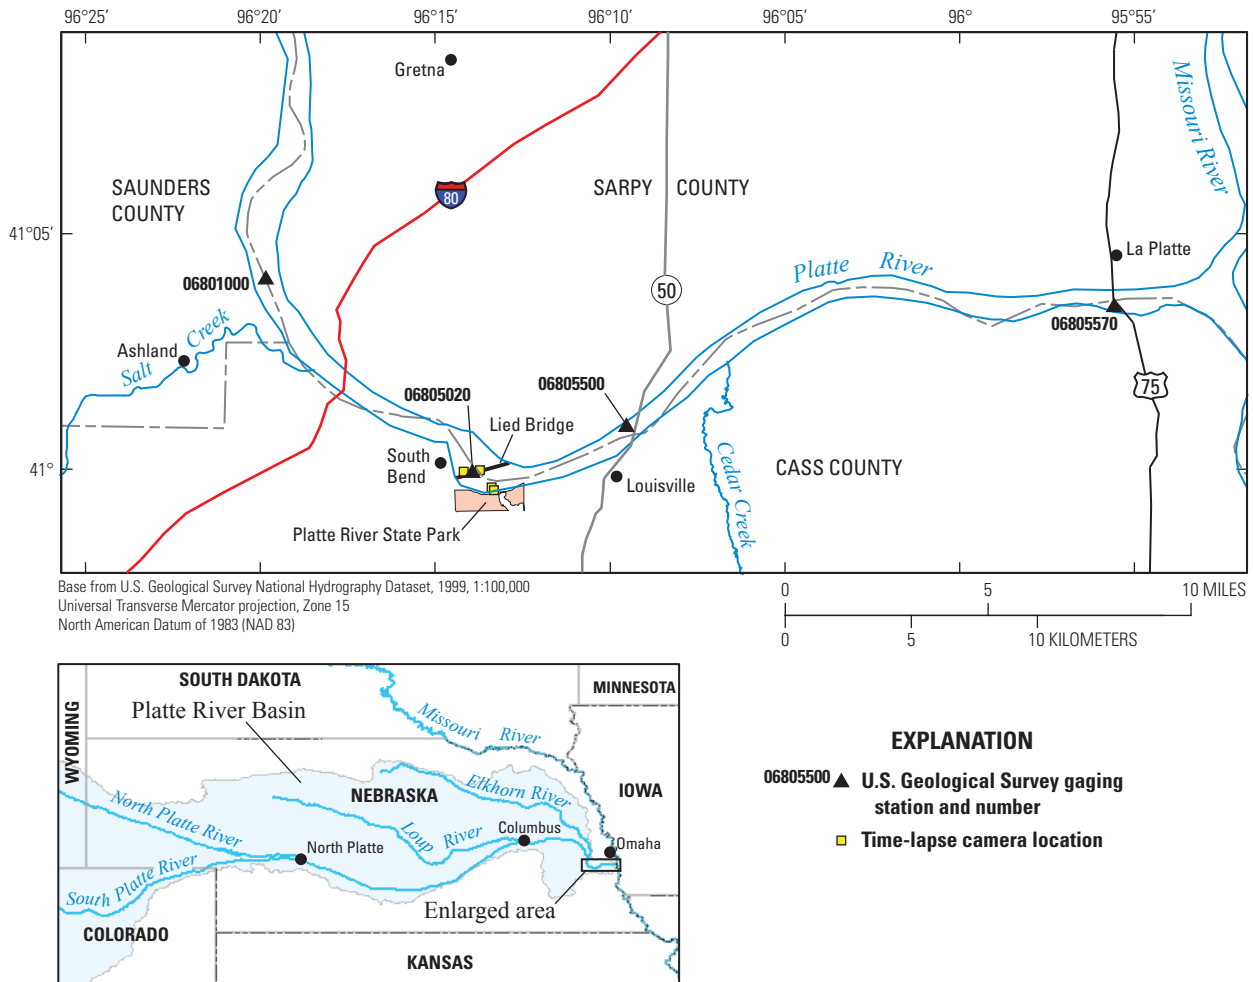 96°25′ 96°20′ 96°15′ 96°10′ 96°05′ 96° 95°55′
Gretna
Missouri River
SAUNDERS
COUNTY
80
SARPY COUNTY
41°05′
La Platte
Platte River
06801000
50
06805570
Salt Creek
Ashland
75
06805020
06805500
Lied Bridge
South
Bend
41°
Louisville
Cedar Creek
CASS COUNTY
Platte River State Park
Base from U.S. Geological Survey National Hydrography Dataset, 1999, 1:100,000
Universal Transverse Mercator projection, Zone 15
North American Datum of 1983 (NAD 83)
0 5 10 MILES
0 5 10 KILOMETERS
SOUTH DAKOTA
MINNESOTA
WYOMING
Platte River Basin
Missouri River
NEBRASKA
Elkhorn River
IOWA
North Platte River
Loup River
Columbus
Omaha
North Platte
South Platte River
Enlarged area
COLORADO
KANSAS
EXPLANATION
06805500 U.S. Geological Survey gaging
station and number
Time-lapse camera location